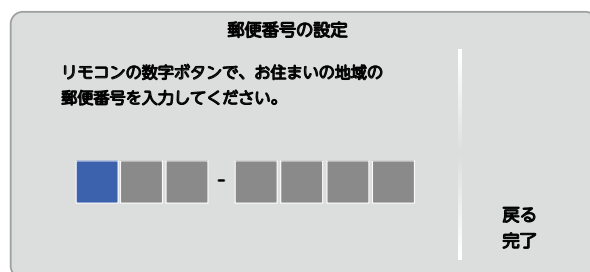 郵便番号の設定
リモコンの数字ボタンで、お住まいの地域の
郵便番号を入力してください。
-
戻る
完了